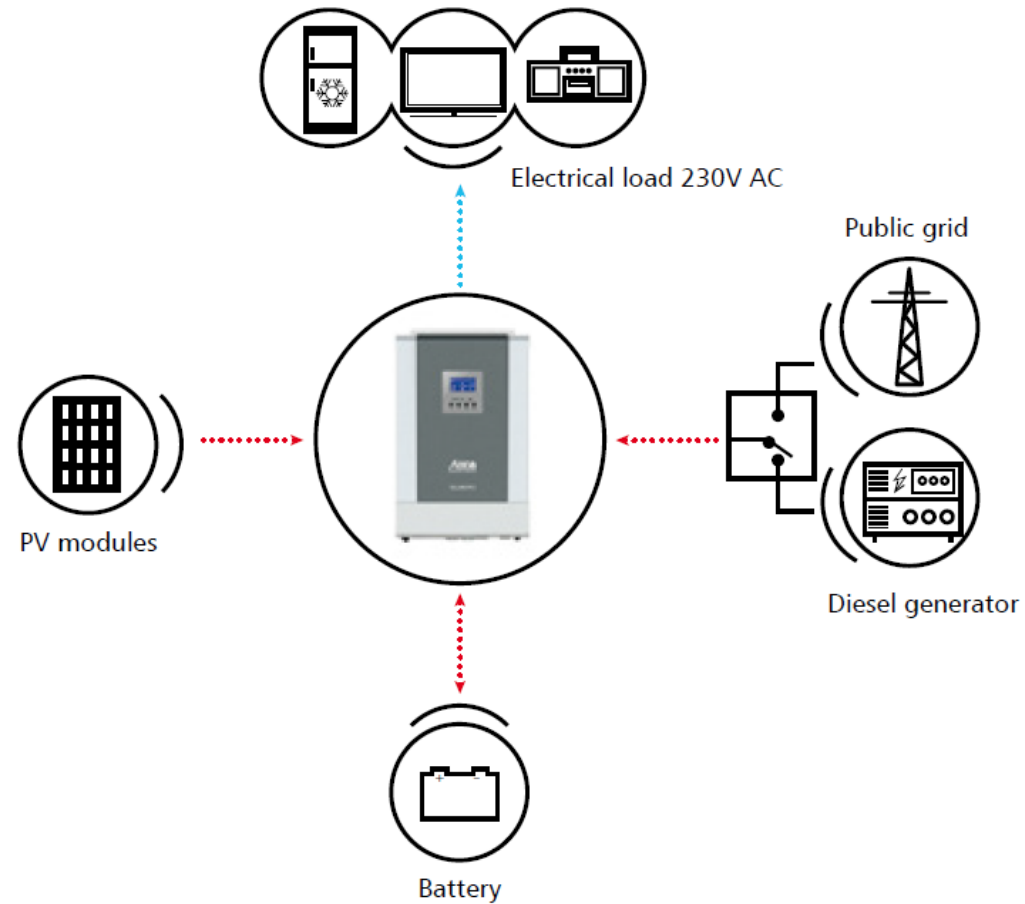 Electrical load 230V AC
Public grid
PV modules
Diesel generator
+ −
Battery